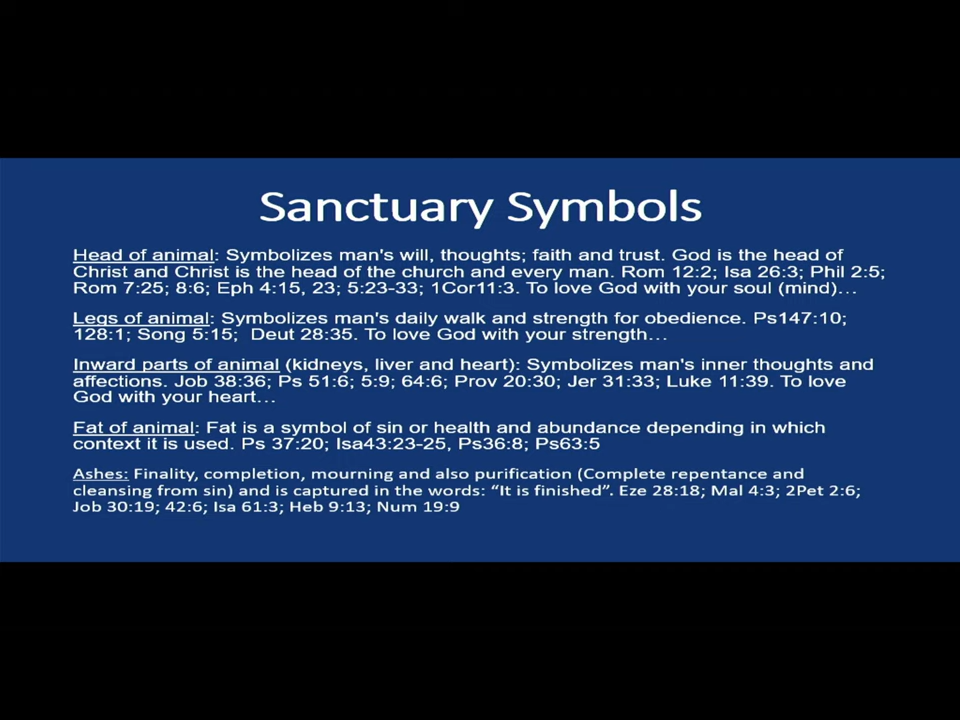 Sanctuary Symbols
Head of animal: Symbolizes man's will, thoughts; faith and trust. God is the head of
Christ and Christ is the head of the church and every man. Rom 12:2; Isa 26:3; Phil 2:5;
Rom 7:25; 8:6; Eph 4:15, 23; 5:23-33; 1Cor11:3. To love God with your soul (mind)…
Legs of animal: Symbolizes man's daily walk and strength for obedience. Ps147:10;
128:1; Song 5:15;  Deut 28:35. To love God with your strength…
Inward parts of animal (kidneys, liver and heart): Symbolizes man's inner thoughts and
affections. Job 38:36; Ps 51:6; 5:9; 64:6; Prov 20:30; Jer 31:33; Luke 11:39. To love
God with your heart…
Fat of animal: Fat is a symbol of sin or health and abundance depending in which
context it is used. Ps 37:20; Isa43:23-25, Ps36:8; Ps63:5
Ashes: Finality, completion, mourning and also purification (Complete repentance and
cleansing from sin) and is captured in the words: “It is finished”. Eze 28:18; Mal 4:3; 2Pet 2:6;
Job 30:19; 42:6; Isa 61:3; Heb 9:13; Num 19:9